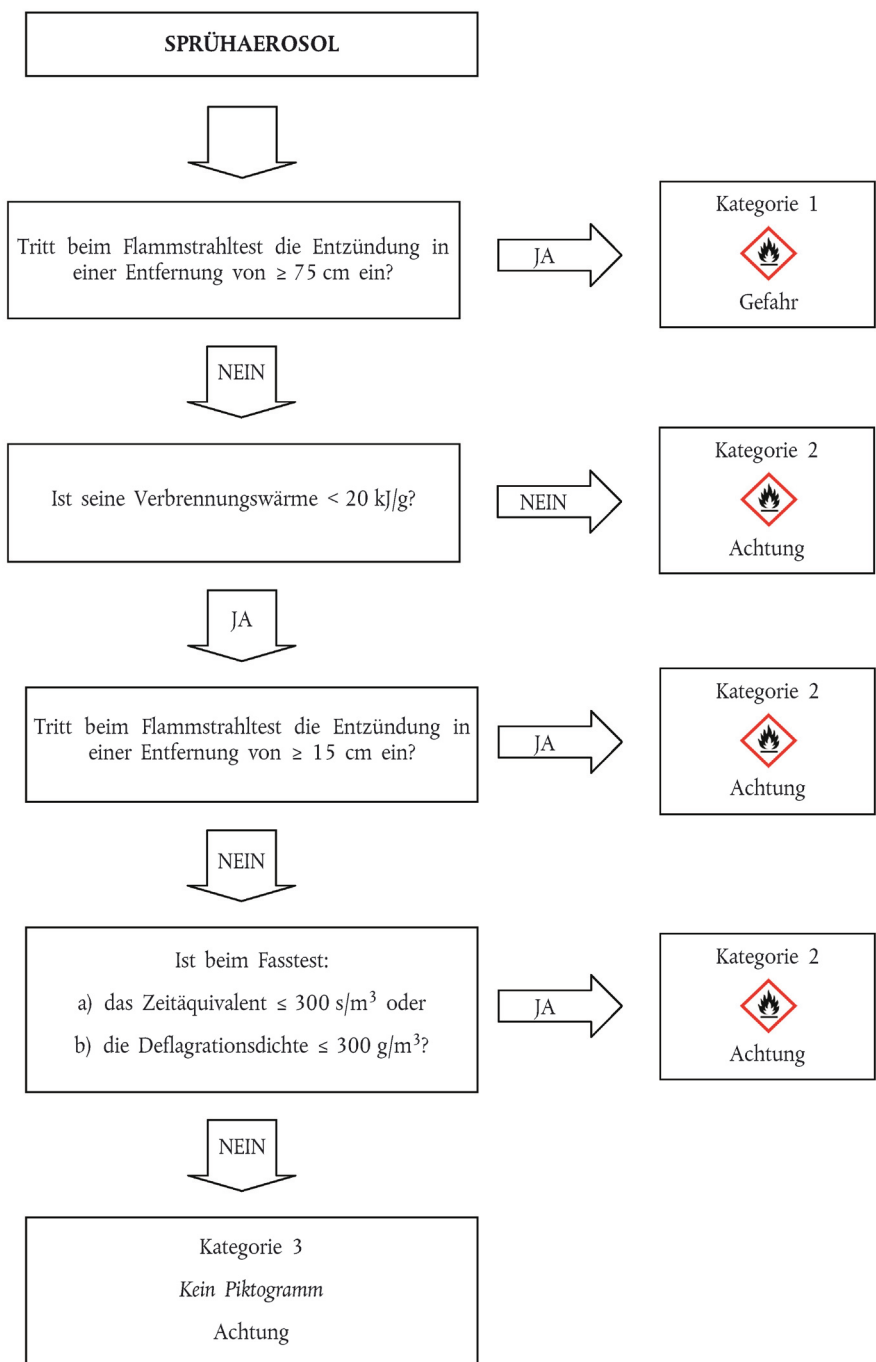 SPRÜHAEROSOL
Tritt beim Flammstrahltest die Entzündung in
einer Entfernung von ≥ 75 cm ein?
JA
Kategorie 1
Gefahr
NEIN
Ist seine Verbrennungswärme < 20 kJ/g?
NEIN
Kategorie 2
Achtung
JA
Tritt beim Flammstrahltest die Entzündung in
einer Entfernung von ≥ 15 cm ein?
JA
Kategorie 2
Achtung
NEIN
Ist beim Fasstest:
a) das Zeitäquivalent ≤ 300 s/m³ oder
b) die Deflagrationsdichte ≤ 300 g/m³?
JA
Kategorie 2
Achtung
NEIN
Kategorie 3
Kein Piktogramm
Achtung